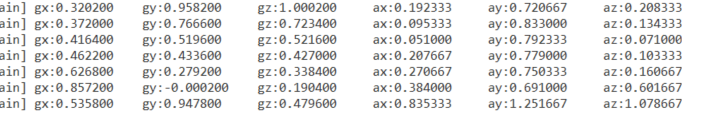 ain] gx:0.320200 gy:0.958200 gz:1.000200 ax:0.192333 ay:0.720667 az:0.208333
ain] gx:0.372000 gy:0.766600 gz:0.723400 ax:0.095333 ay:0.833000 az:0.134333
ain] gx:0.416400 gy:0.519600 gz:0.521600 ax:0.051000 ay:0.792333 az:0.071000
ain] gx:0.462200 gy:0.433600 gz:0.427000 ax:0.207667 ay:0.779000 az:0.103333
ain] gx:0.626800 gy:0.279200 gz:0.338400 ax:0.270667 ay:0.750333 az:0.160667
ain] gx:0.857200 gy:-0.000200 gz:0.190400 ax:0.384000 ay:0.691000 az:0.601667
ain] gx:0.535800 gy:0.947800 gz:0.479600 ax:0.835333 ay:1.251667 az:1.078667